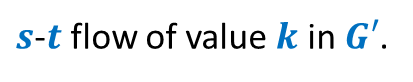 s-t flow of value k in G′.